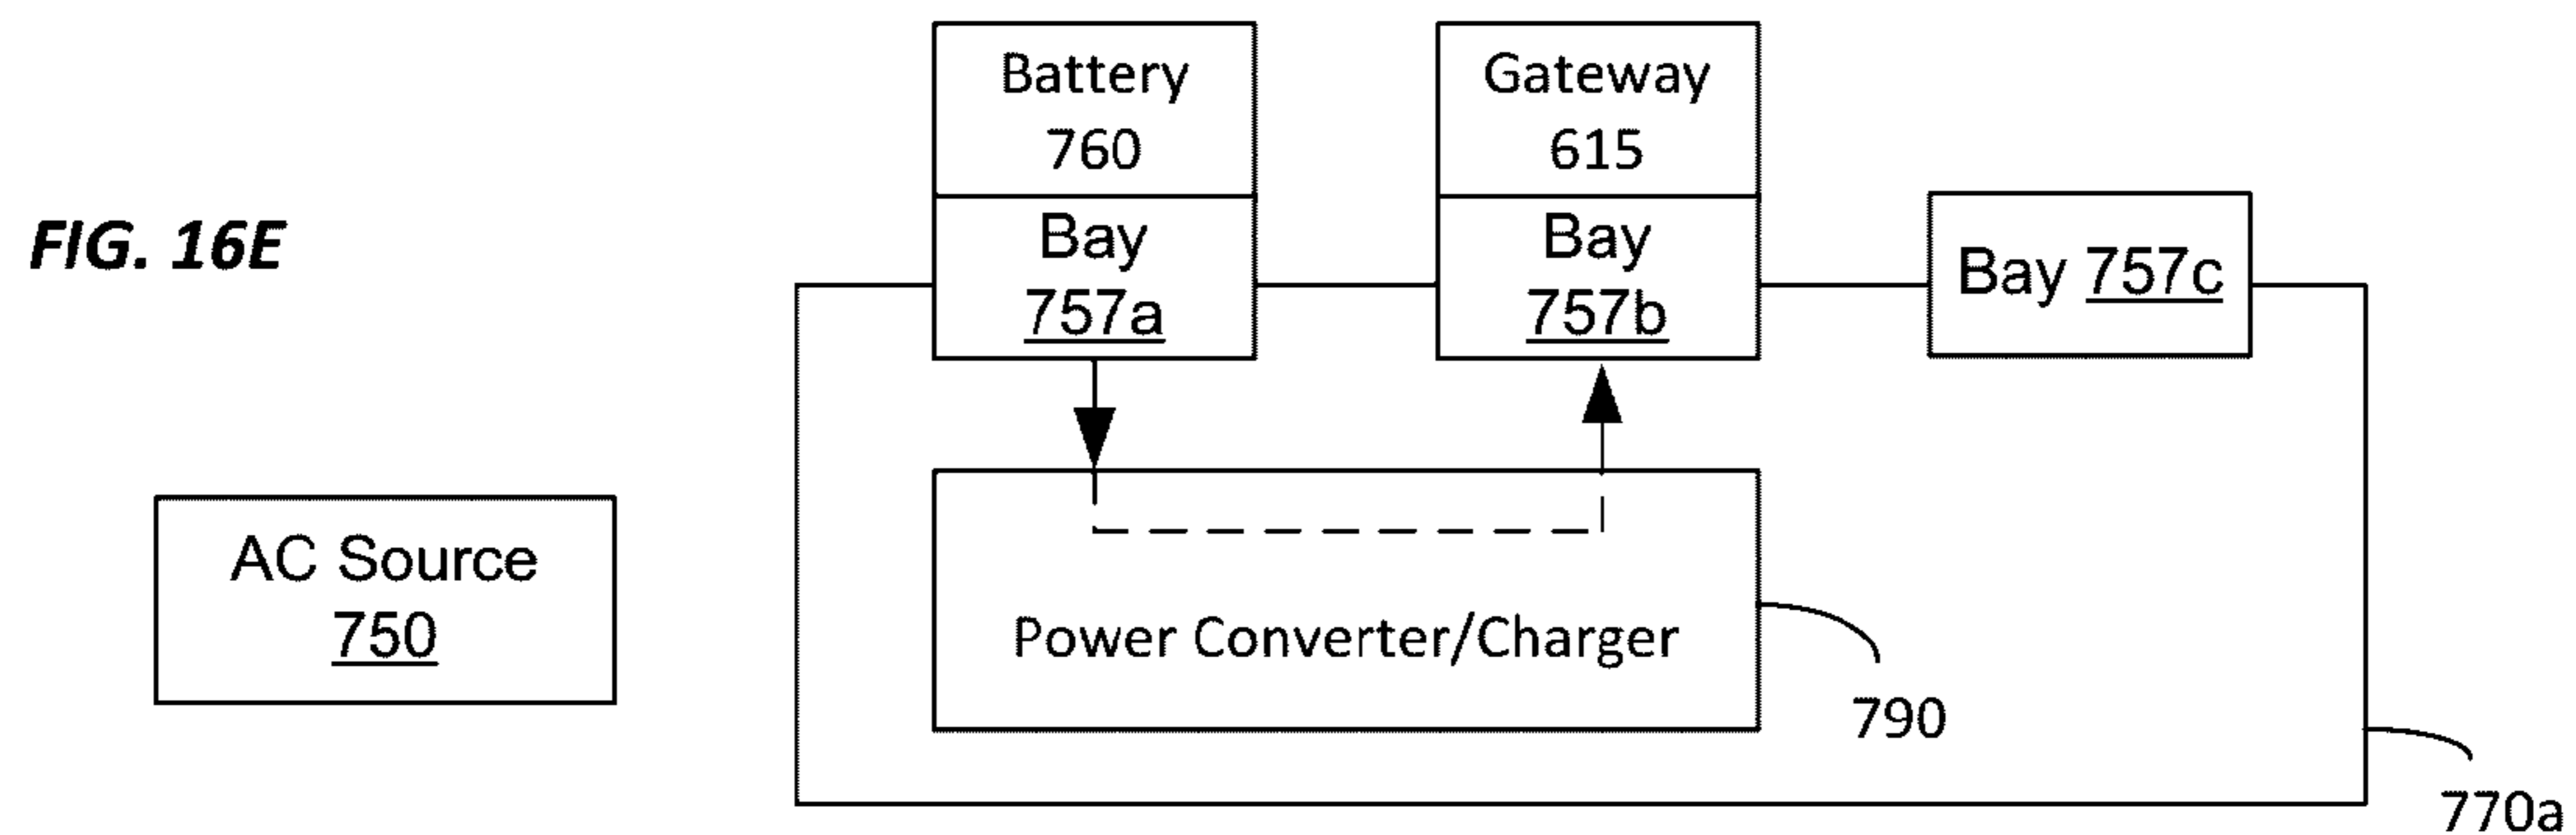 FIG. 16E
Battery
760
Bay
757a
Gateway
615
Bay
757b
Bay 757c
AC Source
750
Power Converter/Charger
790
770a